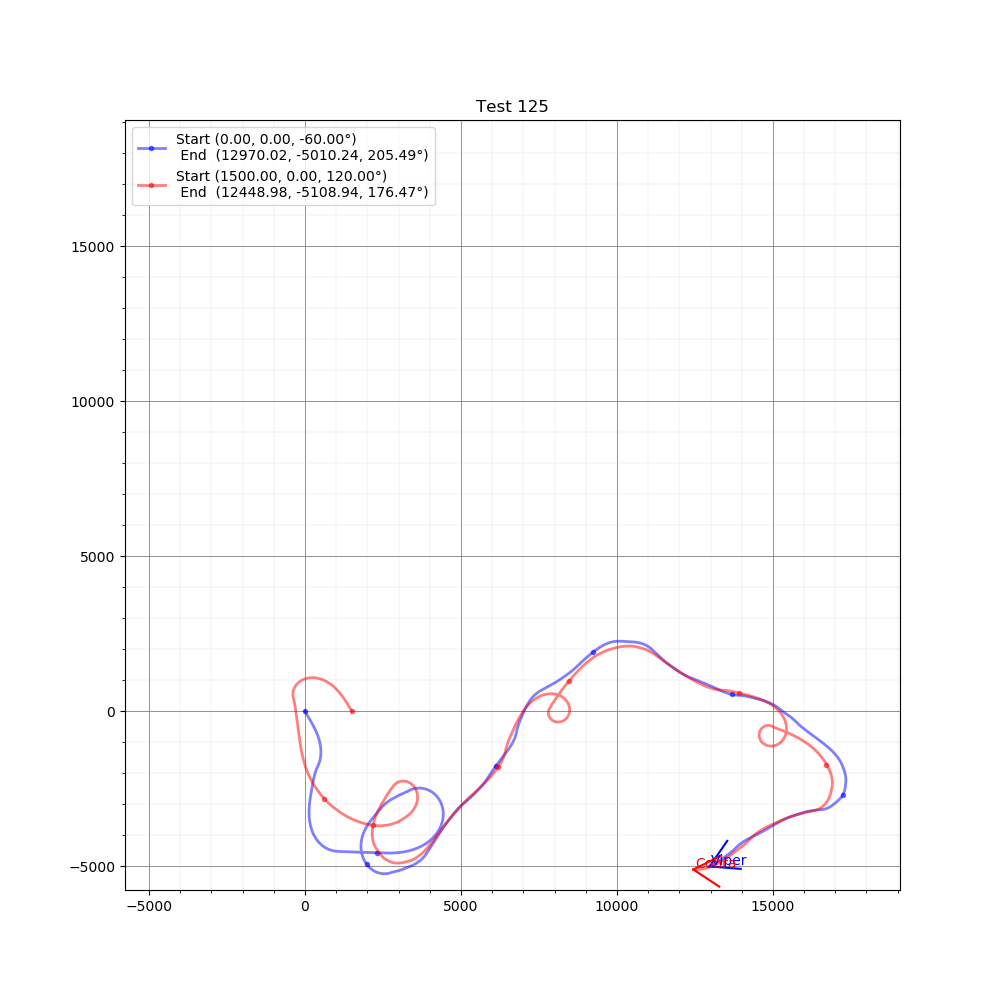 Test 125
Start (0.00, 0.00, -60.00°)
End (12970.02, -5010.24, 205.49°)
Start (1500.00, 0.00, 120.00°)
End (12448.98, -5108.94, 176.47°)
15000
10000
5000
0
−5000
Viper
−5000
0
5000
10000
15000